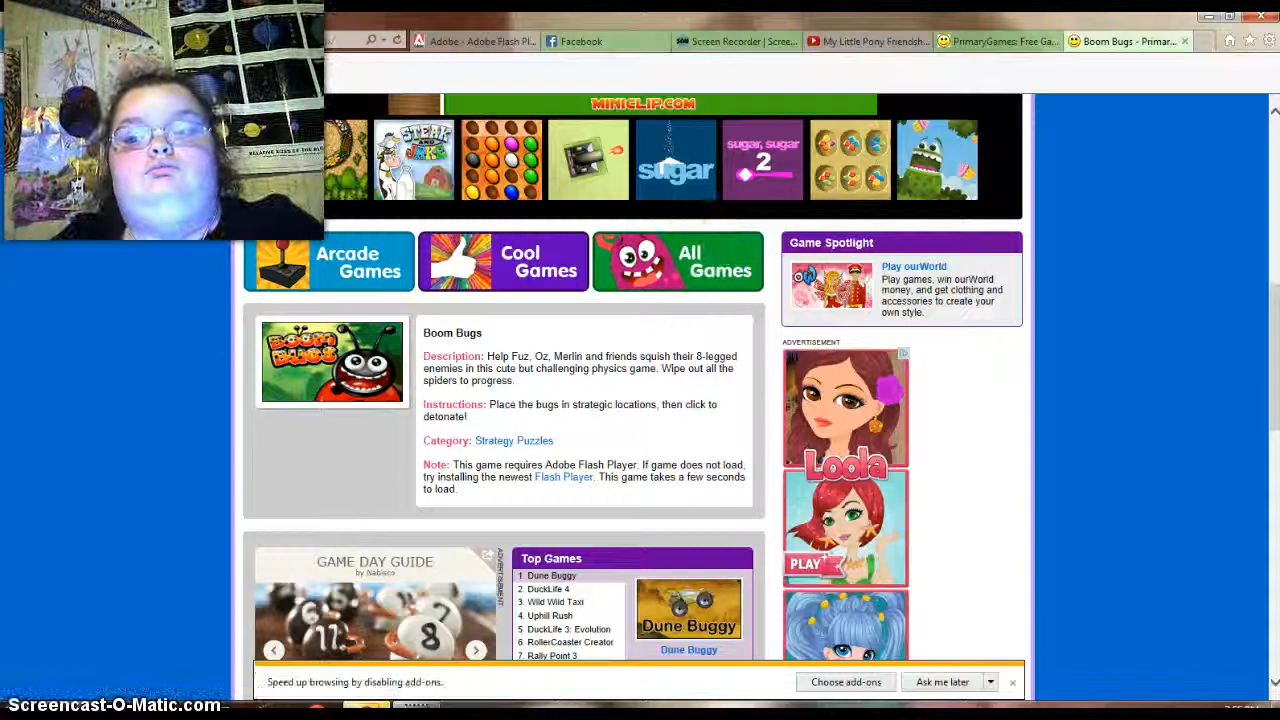 Adobe - Adobe Flash Pl...
Facebook
Screen Recorder | Scree...
My Little Pony Friendsh...
PrimaryGames: Free Ga...
Boom Bugs - Primar...
MINICLIP.COM
STEAK AND JAKE
sugar
sugar, sugar 2
Arcade Games
Cool Games
All Games
Game Spotlight
Play ourWorld
Play games, win ourWorld
money, and get clothing and
accessories to create your
own style.
BOOM BUGS
Boom Bugs
Description: Help Fuz, Oz, Merlin and friends squish their 8-legged
enemies in this cute but challenging physics game. Wipe out all the
spiders to progress.
Instructions: Place the bugs in strategic locations, then click to
detonate!
Category: Strategy Puzzles
Note: This game requires Adobe Flash Player. If game does not load,
try installing the newest Flash Player. This game takes a few seconds
to load.
ADVERTISEMENT
Loola
PLAY
GAME DAY GUIDE
by Nabisco
ADVERTISEMENT
Top Games
1. Dune Buggy
2. DuckLife 4
3. Wild Wild Taxi
4. Uphill Rush
5. DuckLife 3: Evolution
6. RollerCoaster Creator
7. Rally Point 3
Dune Buggy
Dune Buggy
Speed up browsing by disabling add-ons.
Choose add-ons
Ask me later
Screencast-O-Matic.com